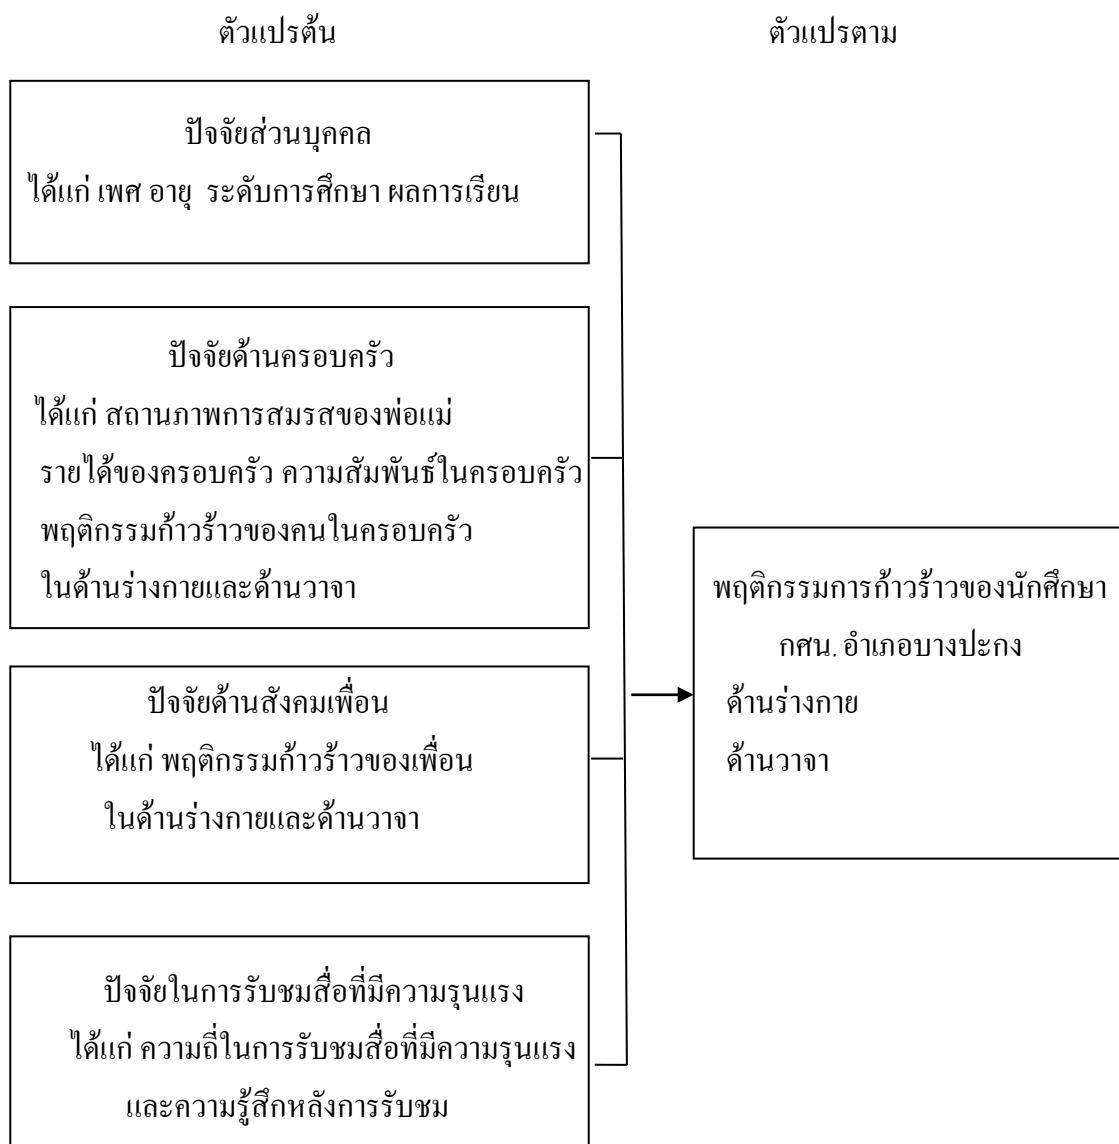 ตัวแปรต้น
ตัวแปรตาม
ปัจจัยส่วนบุคคล
ได้แก่ เพศ อายุ ระดับการศึกษา ผลการเรียน
ปัจจัยด้านครอบครัว
ได้แก่ สถานภาพการสมรสของพ่อแม่
รายได้ของครอบครัว ความสัมพันธ์ในครอบครัว
พฤติกรรมก้าวร้าวของคนในครอบครัว
ในด้านร่างกายและด้านวาจา
ปัจจัยด้านสังคมเพื่อน
ได้แก่ พฤติกรรมก้าวร้าวของเพื่อน
ในด้านร่างกายและด้านวาจา
ปัจจัยในการรับชมสื่อที่มีความรุนแรง
ได้แก่ ความถี่ในการรับชมสื่อที่มีความรุนแรง
และความรู้สึกหลังการรับชม
พฤติกรรมการก้าวร้าวของนักศึกษา
กศน. อำเภอบางปะกง
ด้านร่างกาย
ด้านวาจา